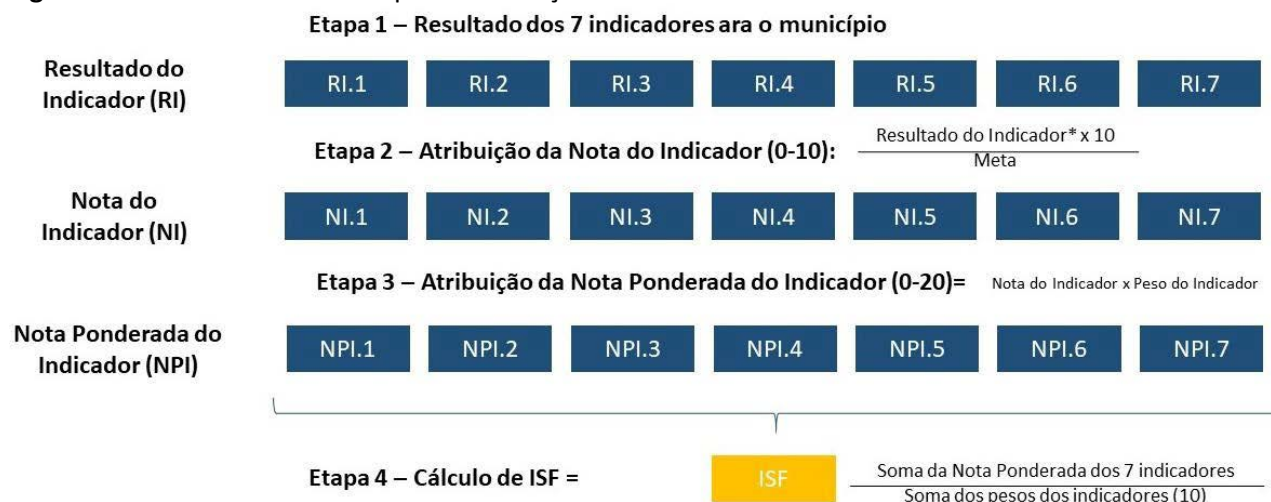 Etapa 1 – Resultado dos 7 indicadores ara o município
Resultado do
Indicador (RI)
RI.1 RI.2 RI.3 RI.4 RI.5 RI.6 RI.7
Etapa 2 – Atribuição da Nota do Indicador (0-10): Resultado do Indicador* x 10
Meta
Nota do
Indicador (NI)
NI.1 NI.2 NI.3 NI.4 NI.5 NI.6 NI.7
Etapa 3 – Atribuição da Nota Ponderada do Indicador (0-20)= Nota do Indicador x Peso do Indicador
Nota Ponderada do
Indicador (NPI)
NPI.1 NPI.2 NPI.3 NPI.4 NPI.5 NPI.6 NPI.7
Etapa 4 – Cálculo de ISF = ISF Soma da Nota Ponderada dos 7 indicadores
Soma dos pesos dos indicadores (10)